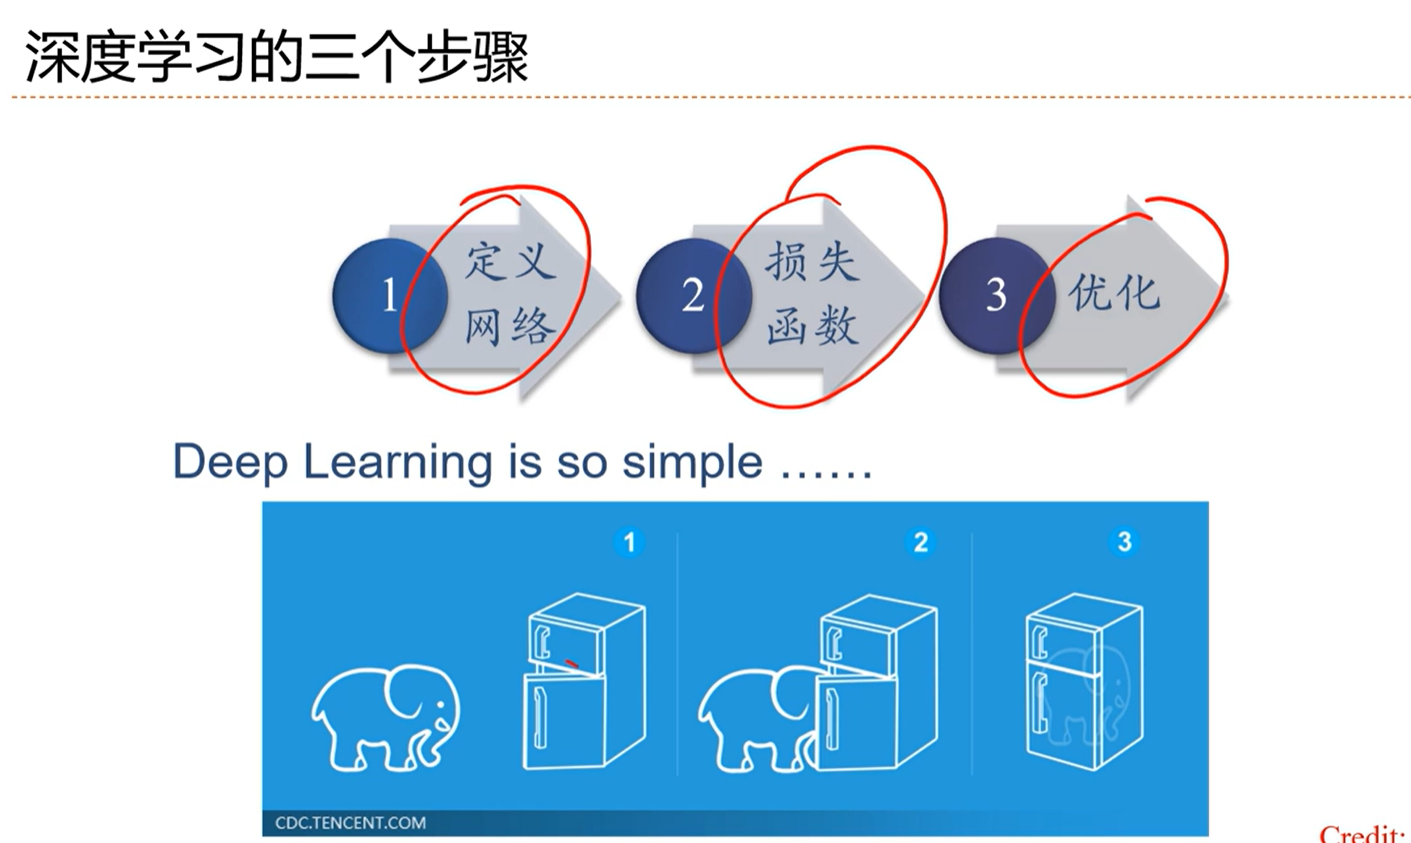 深度学习的三个步骤
1
定义
网络
2
损失
函数
3
优化
Deep Learning is so simple ……
1
2
3
CDC.TENCENT.COM
Credit: